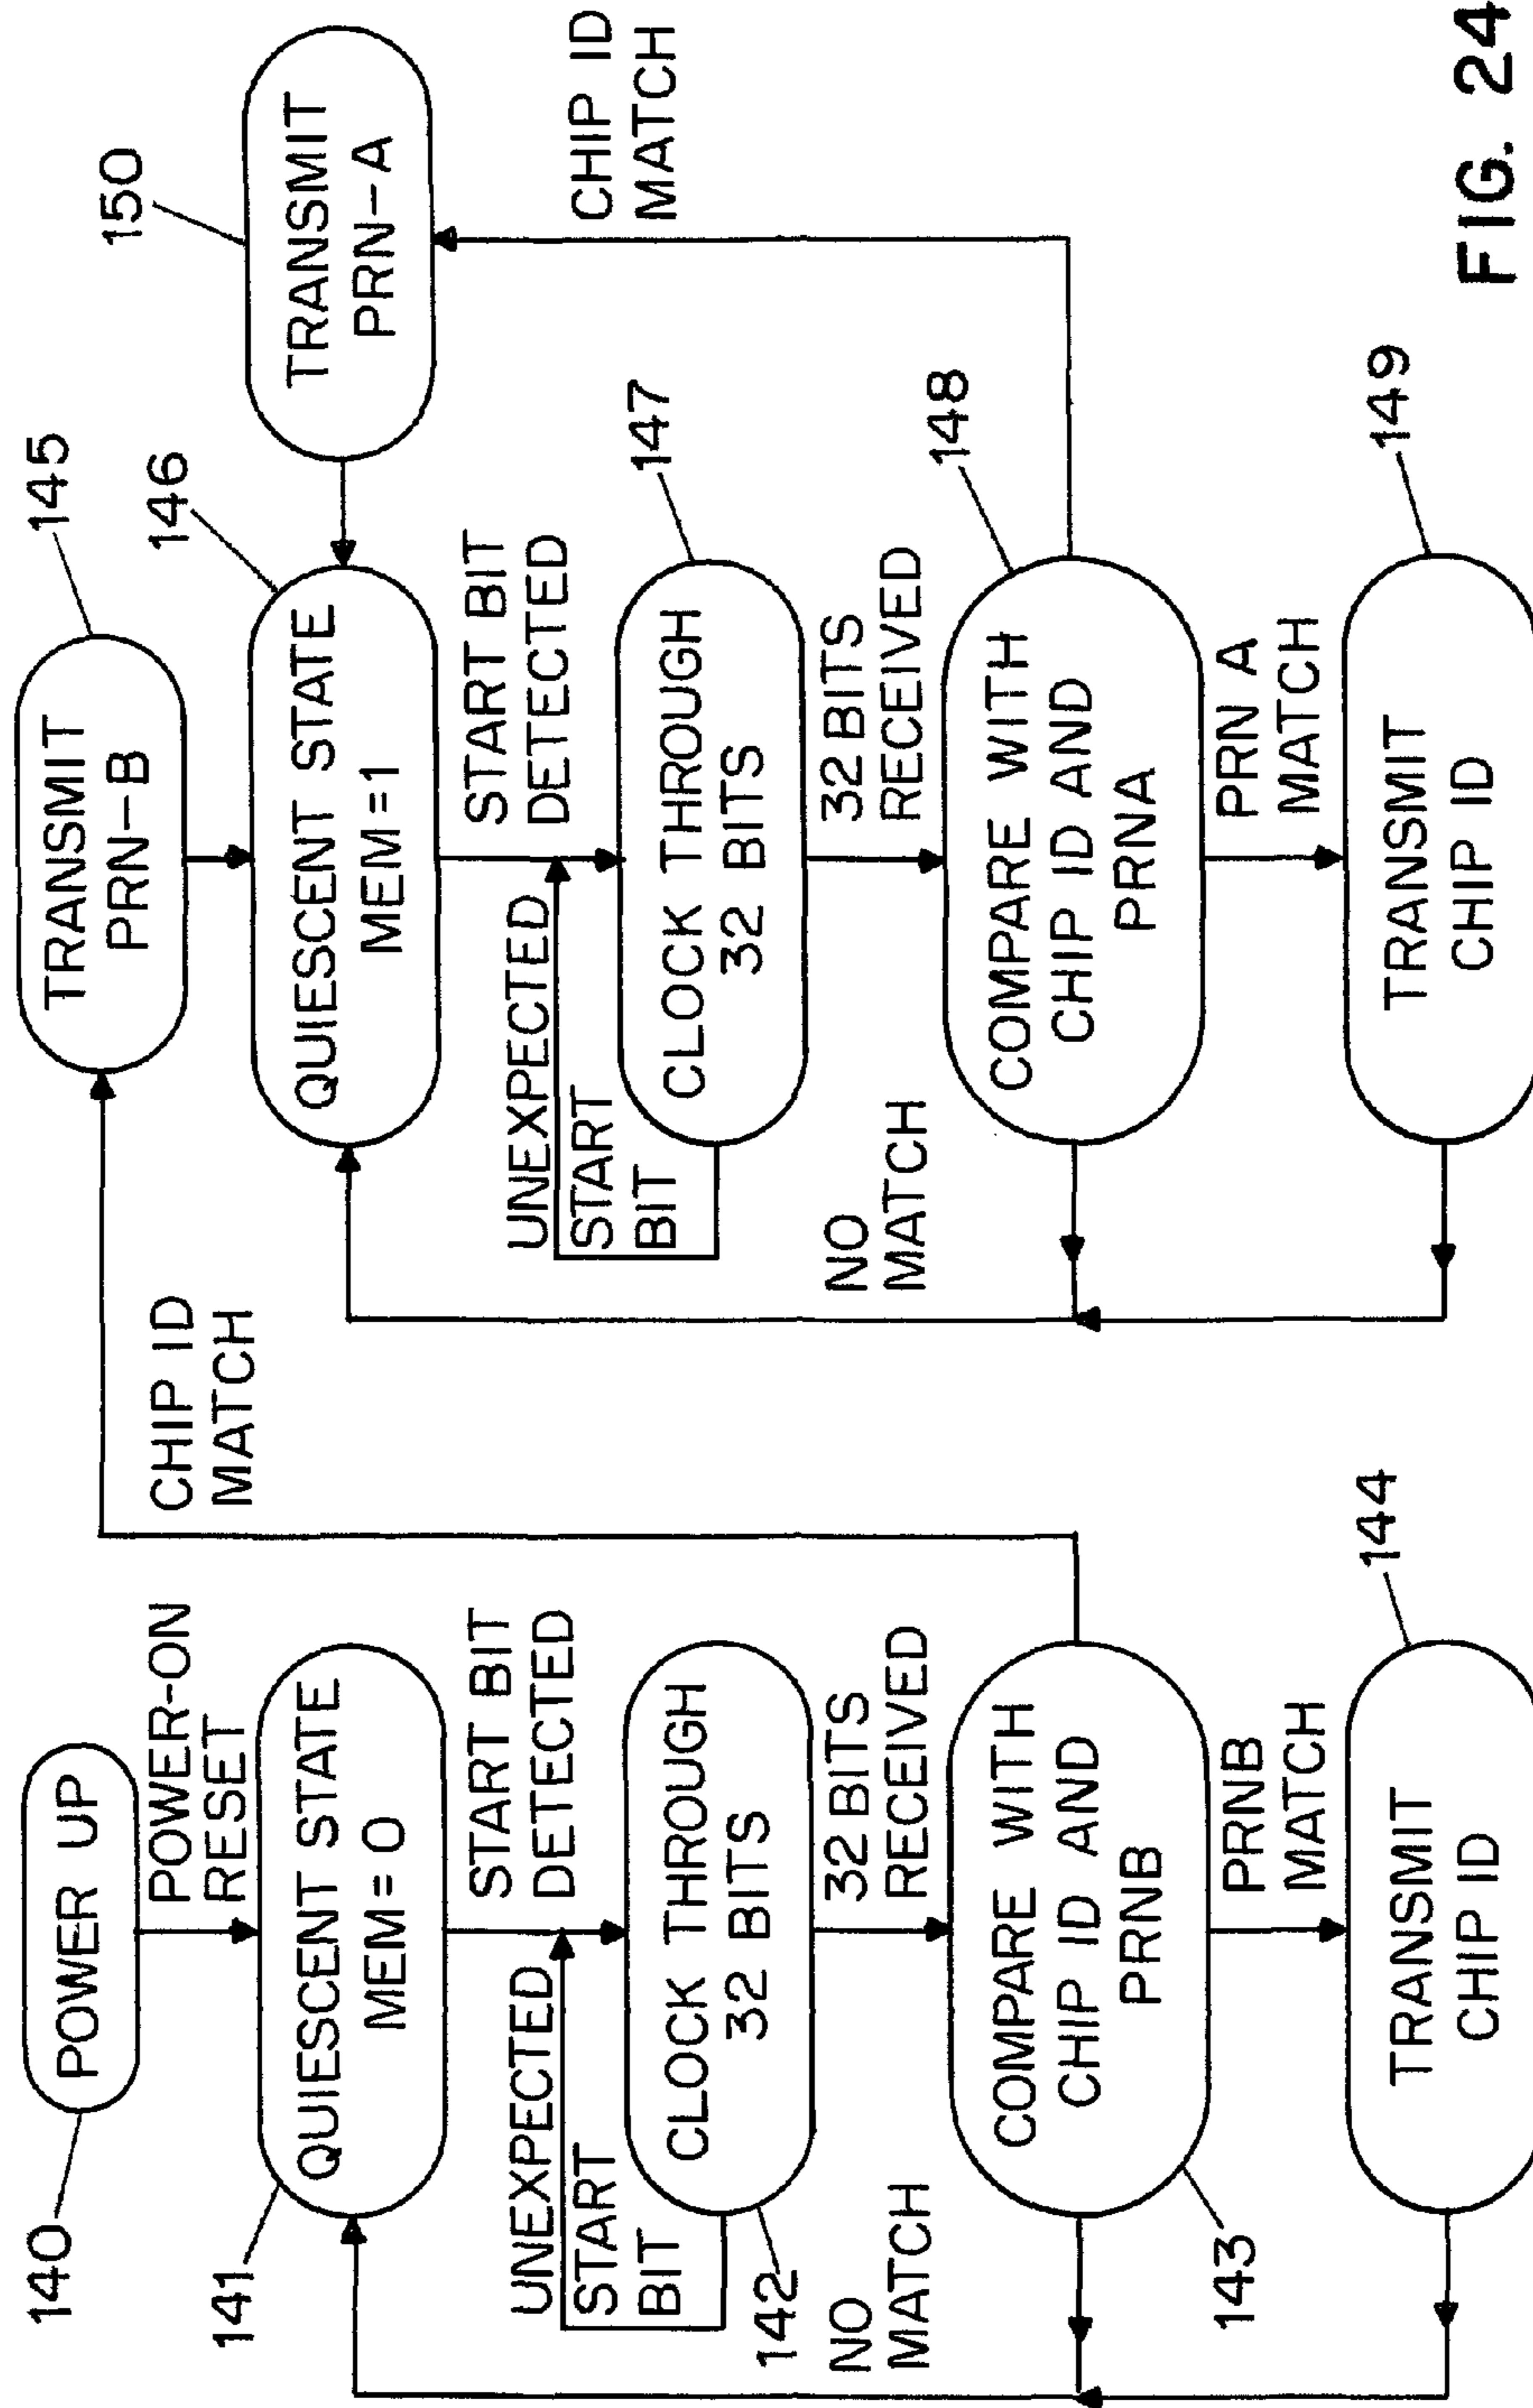 140
POWER UP
POWER-ON
RESET
141
QUIESCENT STATE
MEM=0
START BIT
DETECTED
UNEXPECTED
START
BIT
CLOCK THROUGH
32 BITS
142
32 BITS
RECEIVED
NO
MATCH
COMPARE WITH
CHIP ID AND
PRNB
143
PRNB
MATCH
TRANSMIT
CHIP ID
144
CHIP ID
MATCH
TRANSMIT
PRN-B
145
146
QUIESCENT STATE
MEM=1
START BIT
DETECTED
UNEXPECTED
START
BIT
CLOCK THROUGH
32 BITS
147
32 BITS
RECEIVED
NO
MATCH
COMPARE WITH
CHIP ID AND
PRNA
148
PRN A
MATCH
TRANSMIT
CHIP ID
149
150
TRANSMIT
PRN-A
CHIP ID
MATCH
FIG. 24